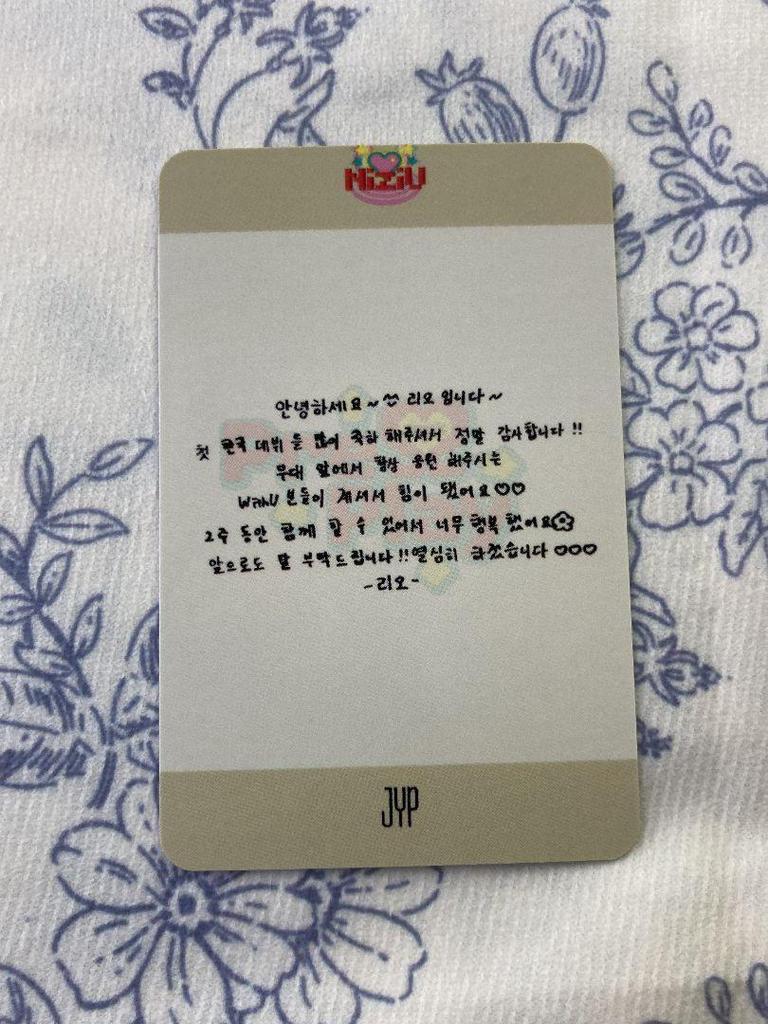 NiziU
안녕하세요~ 리오 입니다~
첫 한국 데뷔 를 많이 축하 해주셔서 정말 감사합니다 !!
무대 앞에서 항상 응원 해주시는
WithU 분들이 계셔서 힘이 됐어요♡♡
2주 동안 함께 할 수 있어서 너무 행복 했어요
앞으로도 잘 부탁드립니다!! 열심히 하겠습니다 ♡♡♡
-리오-
JYP